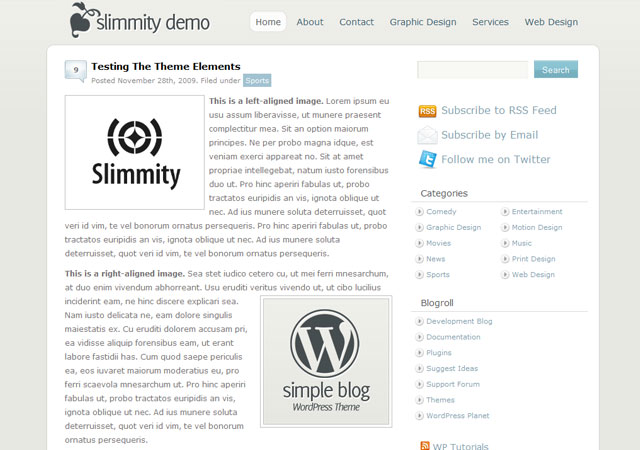 slimmity demo
Home About Contact Graphic Design Services Web Design
9
Testing The Theme Elements
Posted November 28th, 2009. Filed under Sports
Slimmity
This is a left-aligned image. Lorem ipsum eu
usu assum liberavisse, ut munere praesent
complectitur mea. Sit an option maiorum
principes. Ne per probo magna idque, est
veniam exerci appareat no. Sit at amet
propriae intellegebat, natum iusto forensibus
duo ut. Pro hinc aperiri fabulas ut, probo
tractatos euripidis an vis, ignota oblique ut
nec. Ad ius munere soluta deterruisset, quot
veri id vim, te vel bonorum ornatus persequeris. Pro hinc aperiri fabulas ut, probo
tractatos euripidis an vis, ignota oblique ut nec. Ad ius munere soluta
deterruisset, quot veri id vim, te vel bonorum ornatus persequeris.
This is a right-aligned image. Sea stet iudico cetero cu, ut mei ferri mnesarchum,
at duo enim vivendum abhorreant. Usu eruditi veritus vivendo ut, ut cibo lucilius
inciderint eam, ne hinc discere explicari sea.
Nam iusto delicata ne, eam dolore singulis
maiestatis ex. Cu eruditi dolorem accusam pri,
ea vidisse aliquip forensibus eam, ut erant
labore fastidii has. Cum quod saepe periculis
ea, eos iuvaret maiorum moderatius eu, pro
ferri scaevola mnesarchum ut. Pro hinc aperiri
fabulas ut, probo tractatos euripidis an vis,
ignota oblique ut nec. Ad ius munere soluta
deterruisset, quot veri id vim, te vel bonorum
ornatus persequeris.
simple blog
WordPress Theme
Search
RSS Subscribe to RSS Feed
Subscribe by Email
Follow me on Twitter
Categories
Comedy Entertainment
Graphic Design Motion Design
Movies Music
News Print Design
Sports Web Design
Blogroll
Development Blog
Documentation
Plugins
Suggest Ideas
Support Forum
Themes
WordPress Planet
WP Tutorials